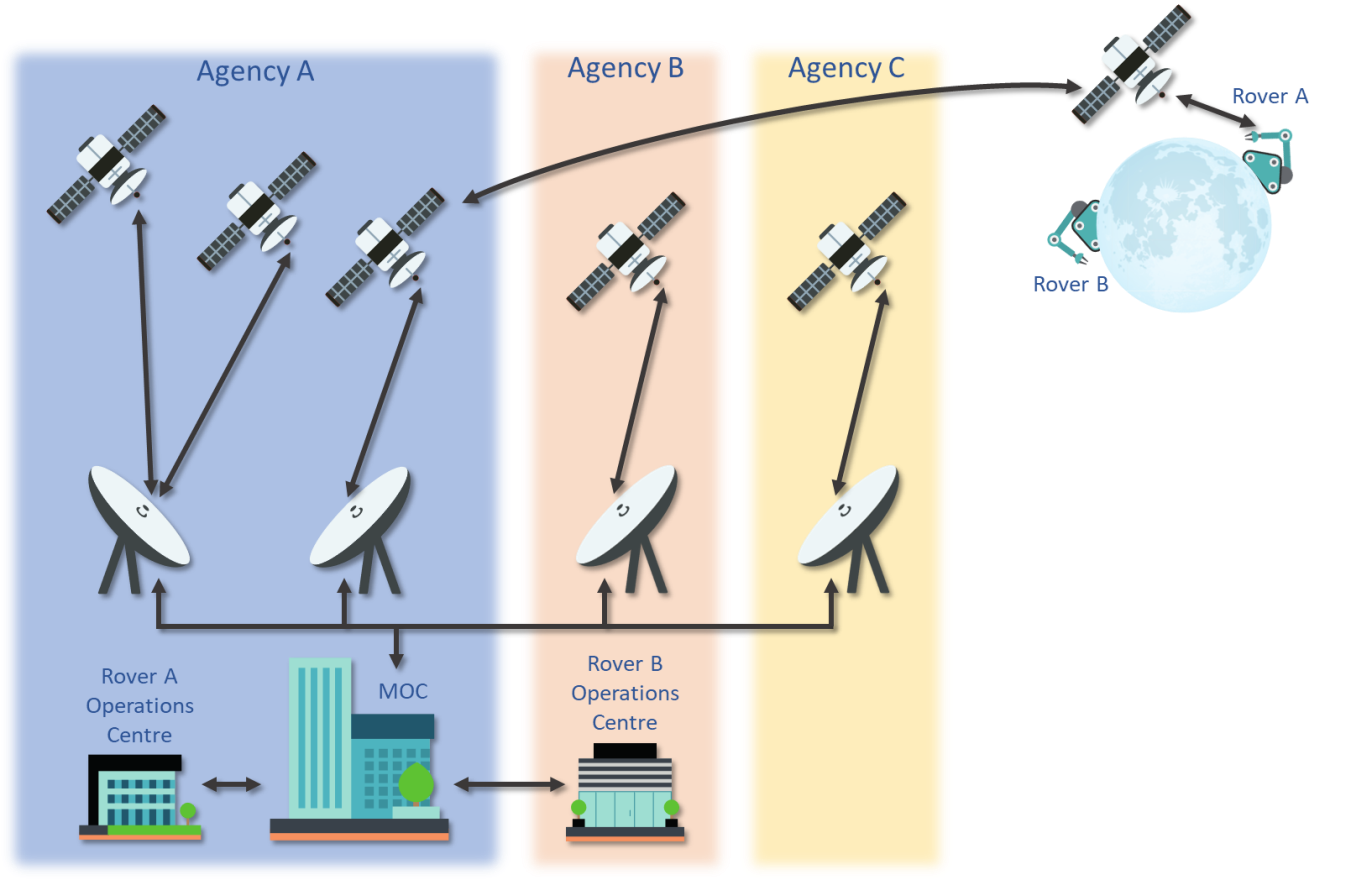 Agency A
Agency B
Agency C
Rover A
Rover B
Rover A
Operations
Centre
MOC
Rover B
Operations
Centre